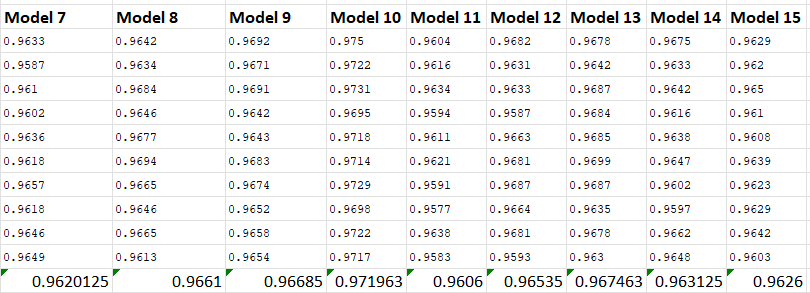 Model 7 Model 8 Model 9 Model 10 Model 11 Model 12 Model 13 Model 14 Model 15
0.9633 0.9642 0.9692 0.975 0.9604 0.9682 0.9678 0.9675 0.9629
0.9587 0.9634 0.9671 0.9722 0.9616 0.9631 0.9642 0.9633 0.962
0.961 0.9684 0.9691 0.9731 0.9634 0.9633 0.9687 0.9642 0.965
0.9602 0.9646 0.9642 0.9695 0.9594 0.9587 0.9684 0.9616 0.961
0.9636 0.9677 0.9643 0.9718 0.9611 0.9663 0.9685 0.9638 0.9608
0.9618 0.9694 0.9683 0.9714 0.9621 0.9681 0.9699 0.9647 0.9639
0.9657 0.9665 0.9674 0.9729 0.9591 0.9687 0.9687 0.9602 0.9623
0.9618 0.9646 0.9652 0.9698 0.9577 0.9664 0.9635 0.9597 0.9629
0.9646 0.9665 0.9658 0.9722 0.9638 0.9681 0.9678 0.9662 0.9642
0.9649 0.9613 0.9654 0.9717 0.9583 0.9593 0.963 0.9648 0.9603
0.9620125 0.9661 0.96685 0.971963 0.9606 0.96535 0.967463 0.963125 0.9626